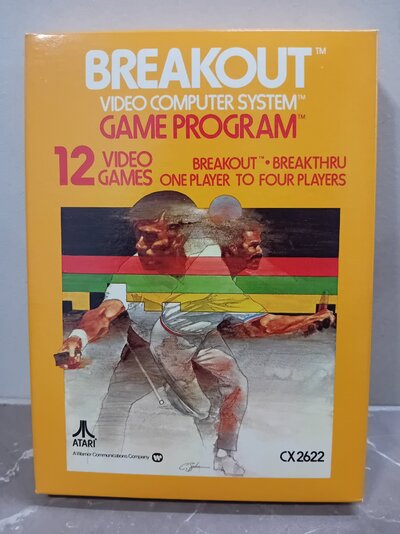 BREAKOUT™
VIDEO COMPUTER SYSTEM™
GAME PROGRAM™
12 VIDEO GAMES
BREAKOUT™ • BREAKTHRU
ONE PLAYER TO FOUR PLAYERS
ATARI
A Warner Communications Company
CX2622